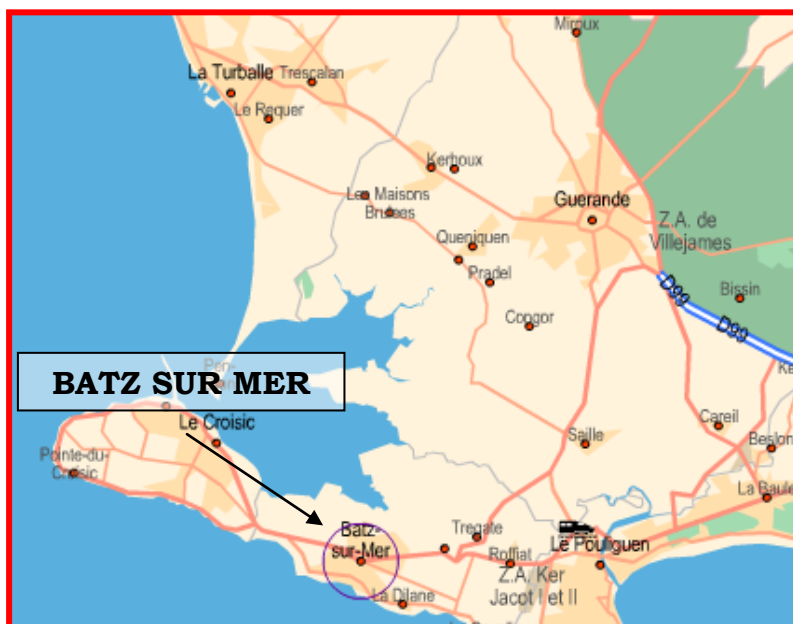 Miroux
La Turballe
Trescalan
Le Requer
Kerhoux
Les Maisons
Brulees
Guerande
Z.A. de
Villejames
Queniquen
Pradel
D99
Bissin
D99
Congor
BATZ SUR MER
Le Croisic
Careil
Saille
Pointe-du-
Croisic
La Baule
Batz-
sur-Mer
Tregate
Le Pouliguen
Roffiat
Z.A. Ker
Jacot I et II
La Dilane